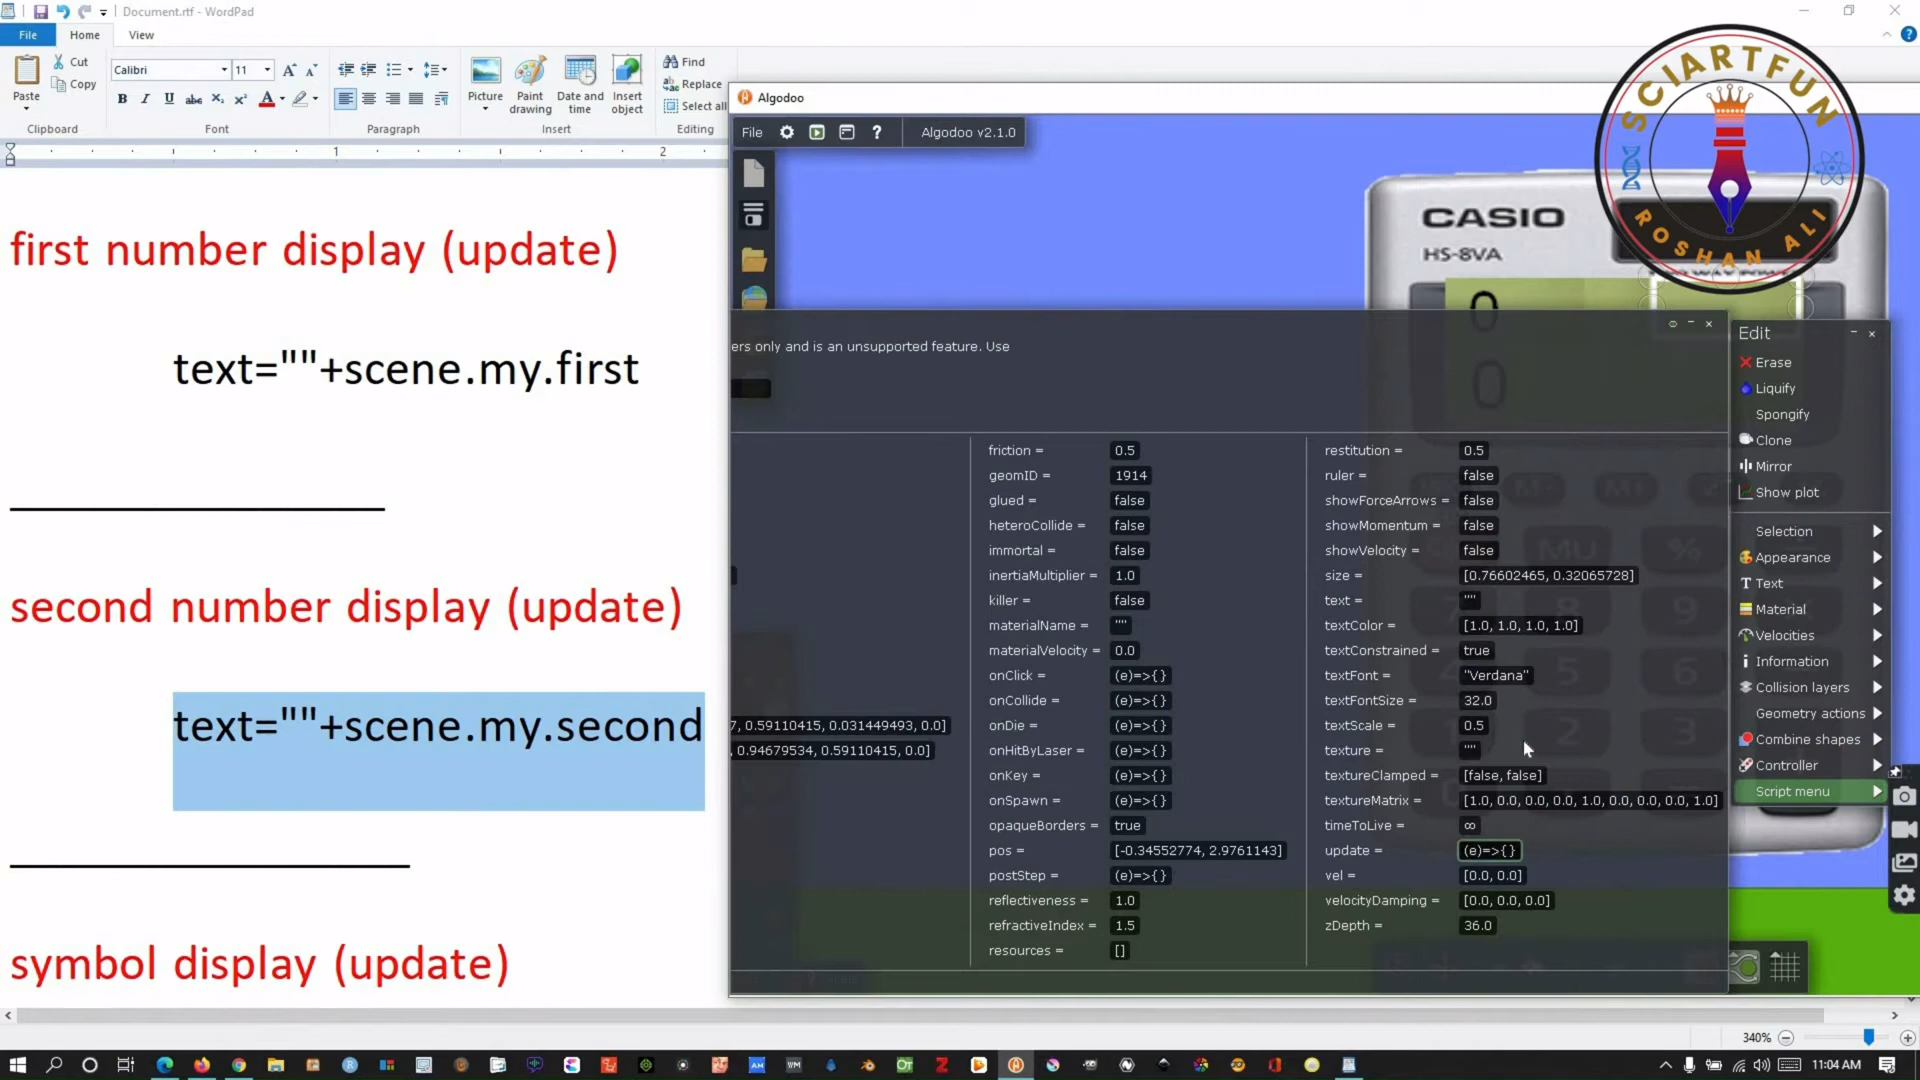 Document.rtf - WordPad
File
Home
View
Paste
Cut
Copy
Clipboard
Calibri
11
Font
Paragraph
Picture
Paint drawing
Date and time
Insert object
Insert
Find
Replace
Select all
Editing
1
2
first number display (update)
text=""+scene.my.first
second number display (update)
text=""+scene.my.second
symbol display (update)
340%
Algodoo
File
Algodoo v2.1.0
SCIARTFUN
ROSHAN ALI
CASIO
HS-8VA
0
0
ers only and is an unsupported feature. Use
7, 0.59110415, 0.031449493, 0.0]
, 0.94679534, 0.59110415, 0.0]
friction = 0.5
geomID = 1914
glued = false
heteroCollide = false
immortal = false
inertiaMultiplier = 1.0
killer = false
materialName = ""
materialVelocity = 0.0
onClick = (e)=>{}
onCollide = (e)=>{}
onDie = (e)=>{}
onHitByLaser = (e)=>{}
onKey = (e)=>{}
onSpawn = (e)=>{}
opaqueBorders = true
pos = [-0.34552774, 2.9761143]
postStep = (e)=>{}
reflectiveness = 1.0
refractiveIndex = 1.5
resources = []
restitution = 0.5
ruler = false
showForceArrows = false
showMomentum = false
showVelocity = false
size = [0.76602465, 0.32065728]
text = ""
textColor = [1.0, 1.0, 1.0, 1.0]
textConstrained = true
textFont = "Verdana"
textFontSize = 32.0
textScale = 0.5
texture = ""
textureClamped = [false, false]
textureMatrix = [1.0, 0.0, 0.0, 0.0, 1.0, 0.0, 0.0, 0.0, 1.0]
timeToLive = ∞
update = (e)=>{}
vel = [0.0, 0.0]
velocityDamping = [0.0, 0.0, 0.0]
zDepth = 36.0
Edit
Erase
Liquify
Spongify
Clone
Mirror
Show plot
Selection
Appearance
Text
Material
Velocities
Information
Collision layers
Geometry actions
Combine shapes
Controller
Script menu
11:04 AM